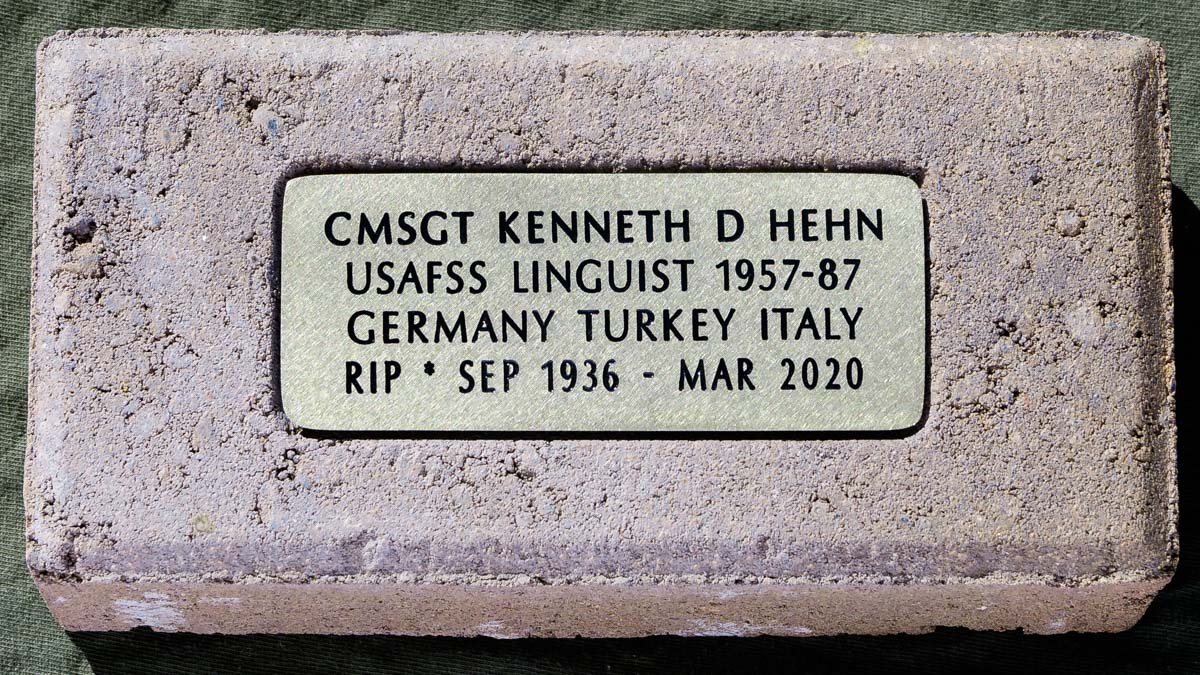 CMSGT KENNETH D HEHN
USAFSS LINGUIST 1957-87
GERMANY TURKEY ITALY
RIP * SEP 1936 - MAR 2020